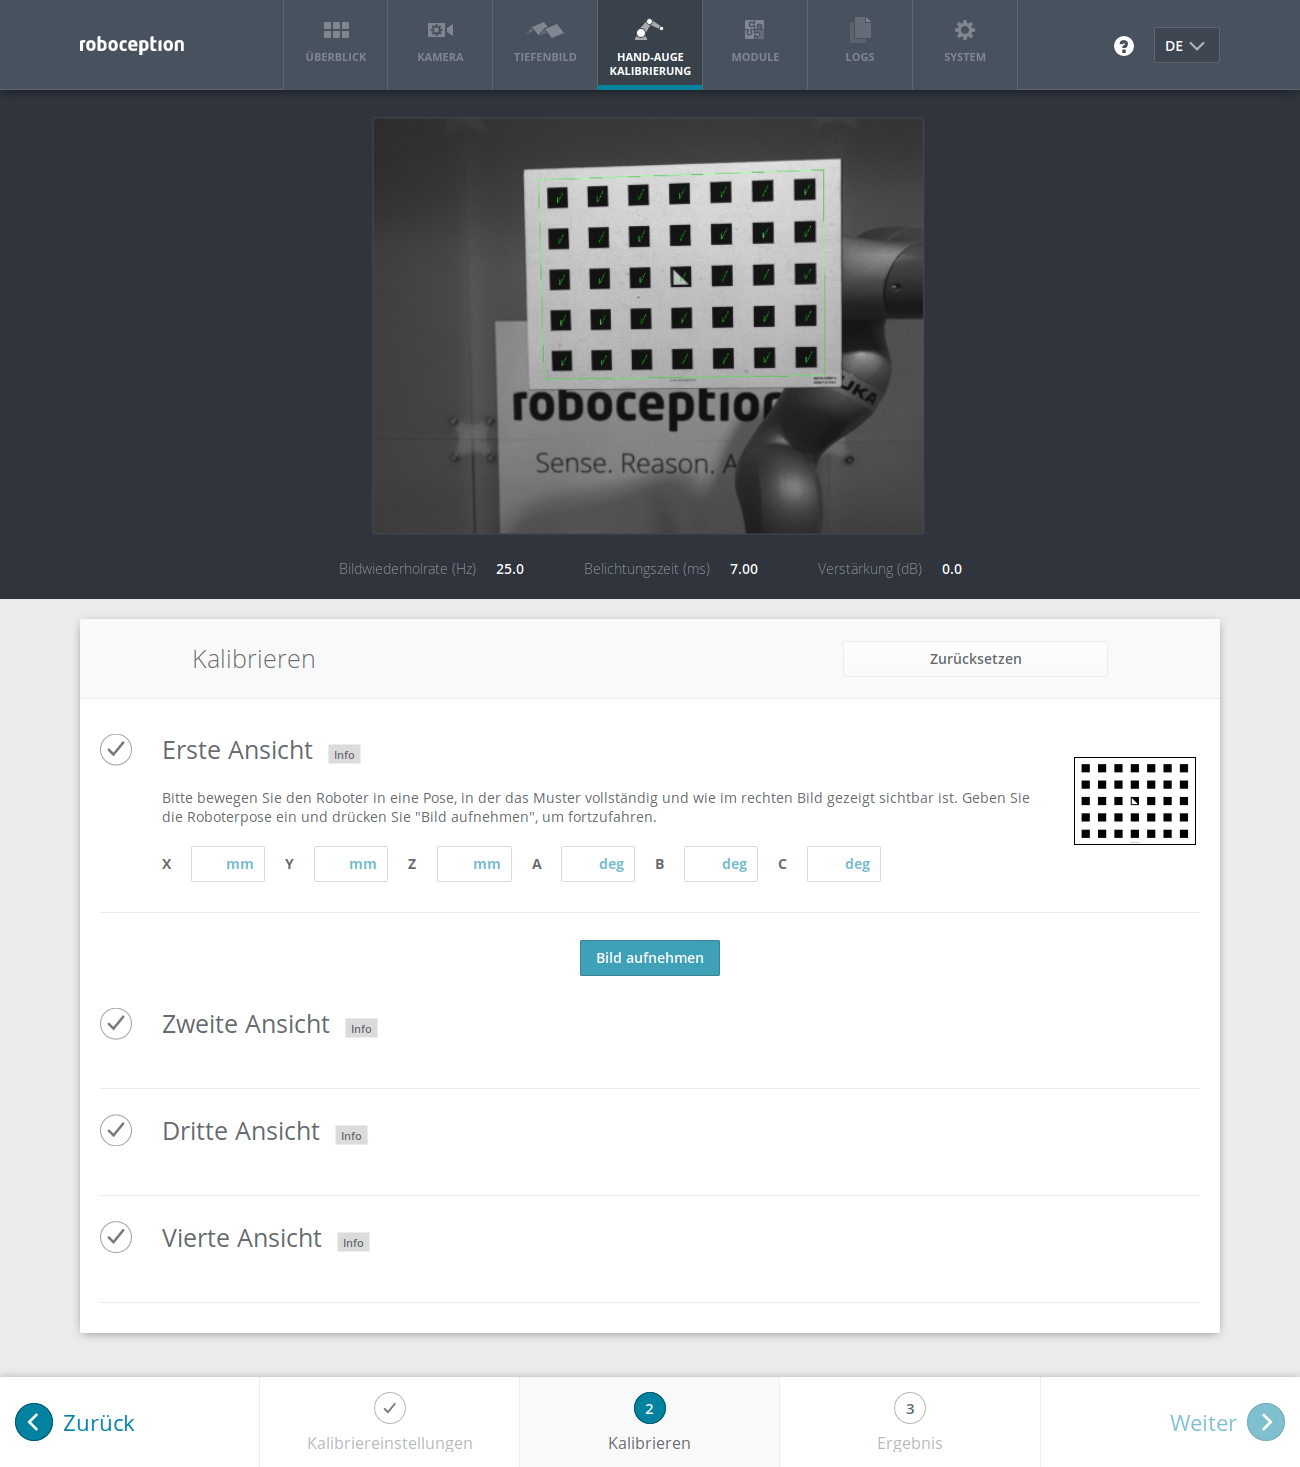 roboception
ÜBERBLICK
KAMERA
TIEFENBILD
HAND-AUGE
KALIBRIERUNG
MODULE
LOGS
SYSTEM
?
DE
KUKA
roboception
Sense. Reason. A
Bildwiederholrate (Hz) 25.0 Belichtungszeit (ms) 7.00 Verstärkung (dB) 0.0
Kalibrieren
Zurücksetzen
Erste Ansicht Info
Bitte bewegen Sie den Roboter in eine Pose, in der das Muster vollständig und wie im rechten Bild gezeigt sichtbar ist. Geben Sie
die Roboterpose ein und drücken Sie "Bild aufnehmen", um fortzufahren.
X mm Y mm Z mm A deg B deg C deg
Bild aufnehmen
Zweite Ansicht Info
Dritte Ansicht Info
Vierte Ansicht Info
Zurück
Kalibriereinstellungen
2
Kalibrieren
3
Ergebnis
Weiter